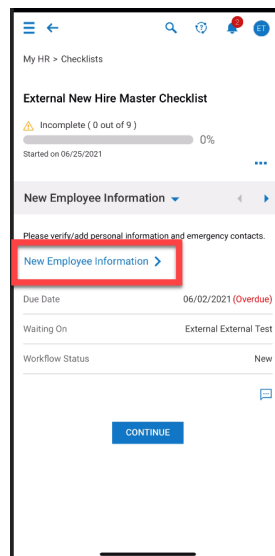 2
ET
My HR > Checklists
External New Hire Master Checklist
Incomplete ( 0 out of 9 )
0%
Started on 06/25/2021
New Employee Information
Please verify/add personal information and emergency contacts.
New Employee Information
Due Date 06/02/2021 (Overdue)
Waiting On External External Test
Workflow Status New
CONTINUE